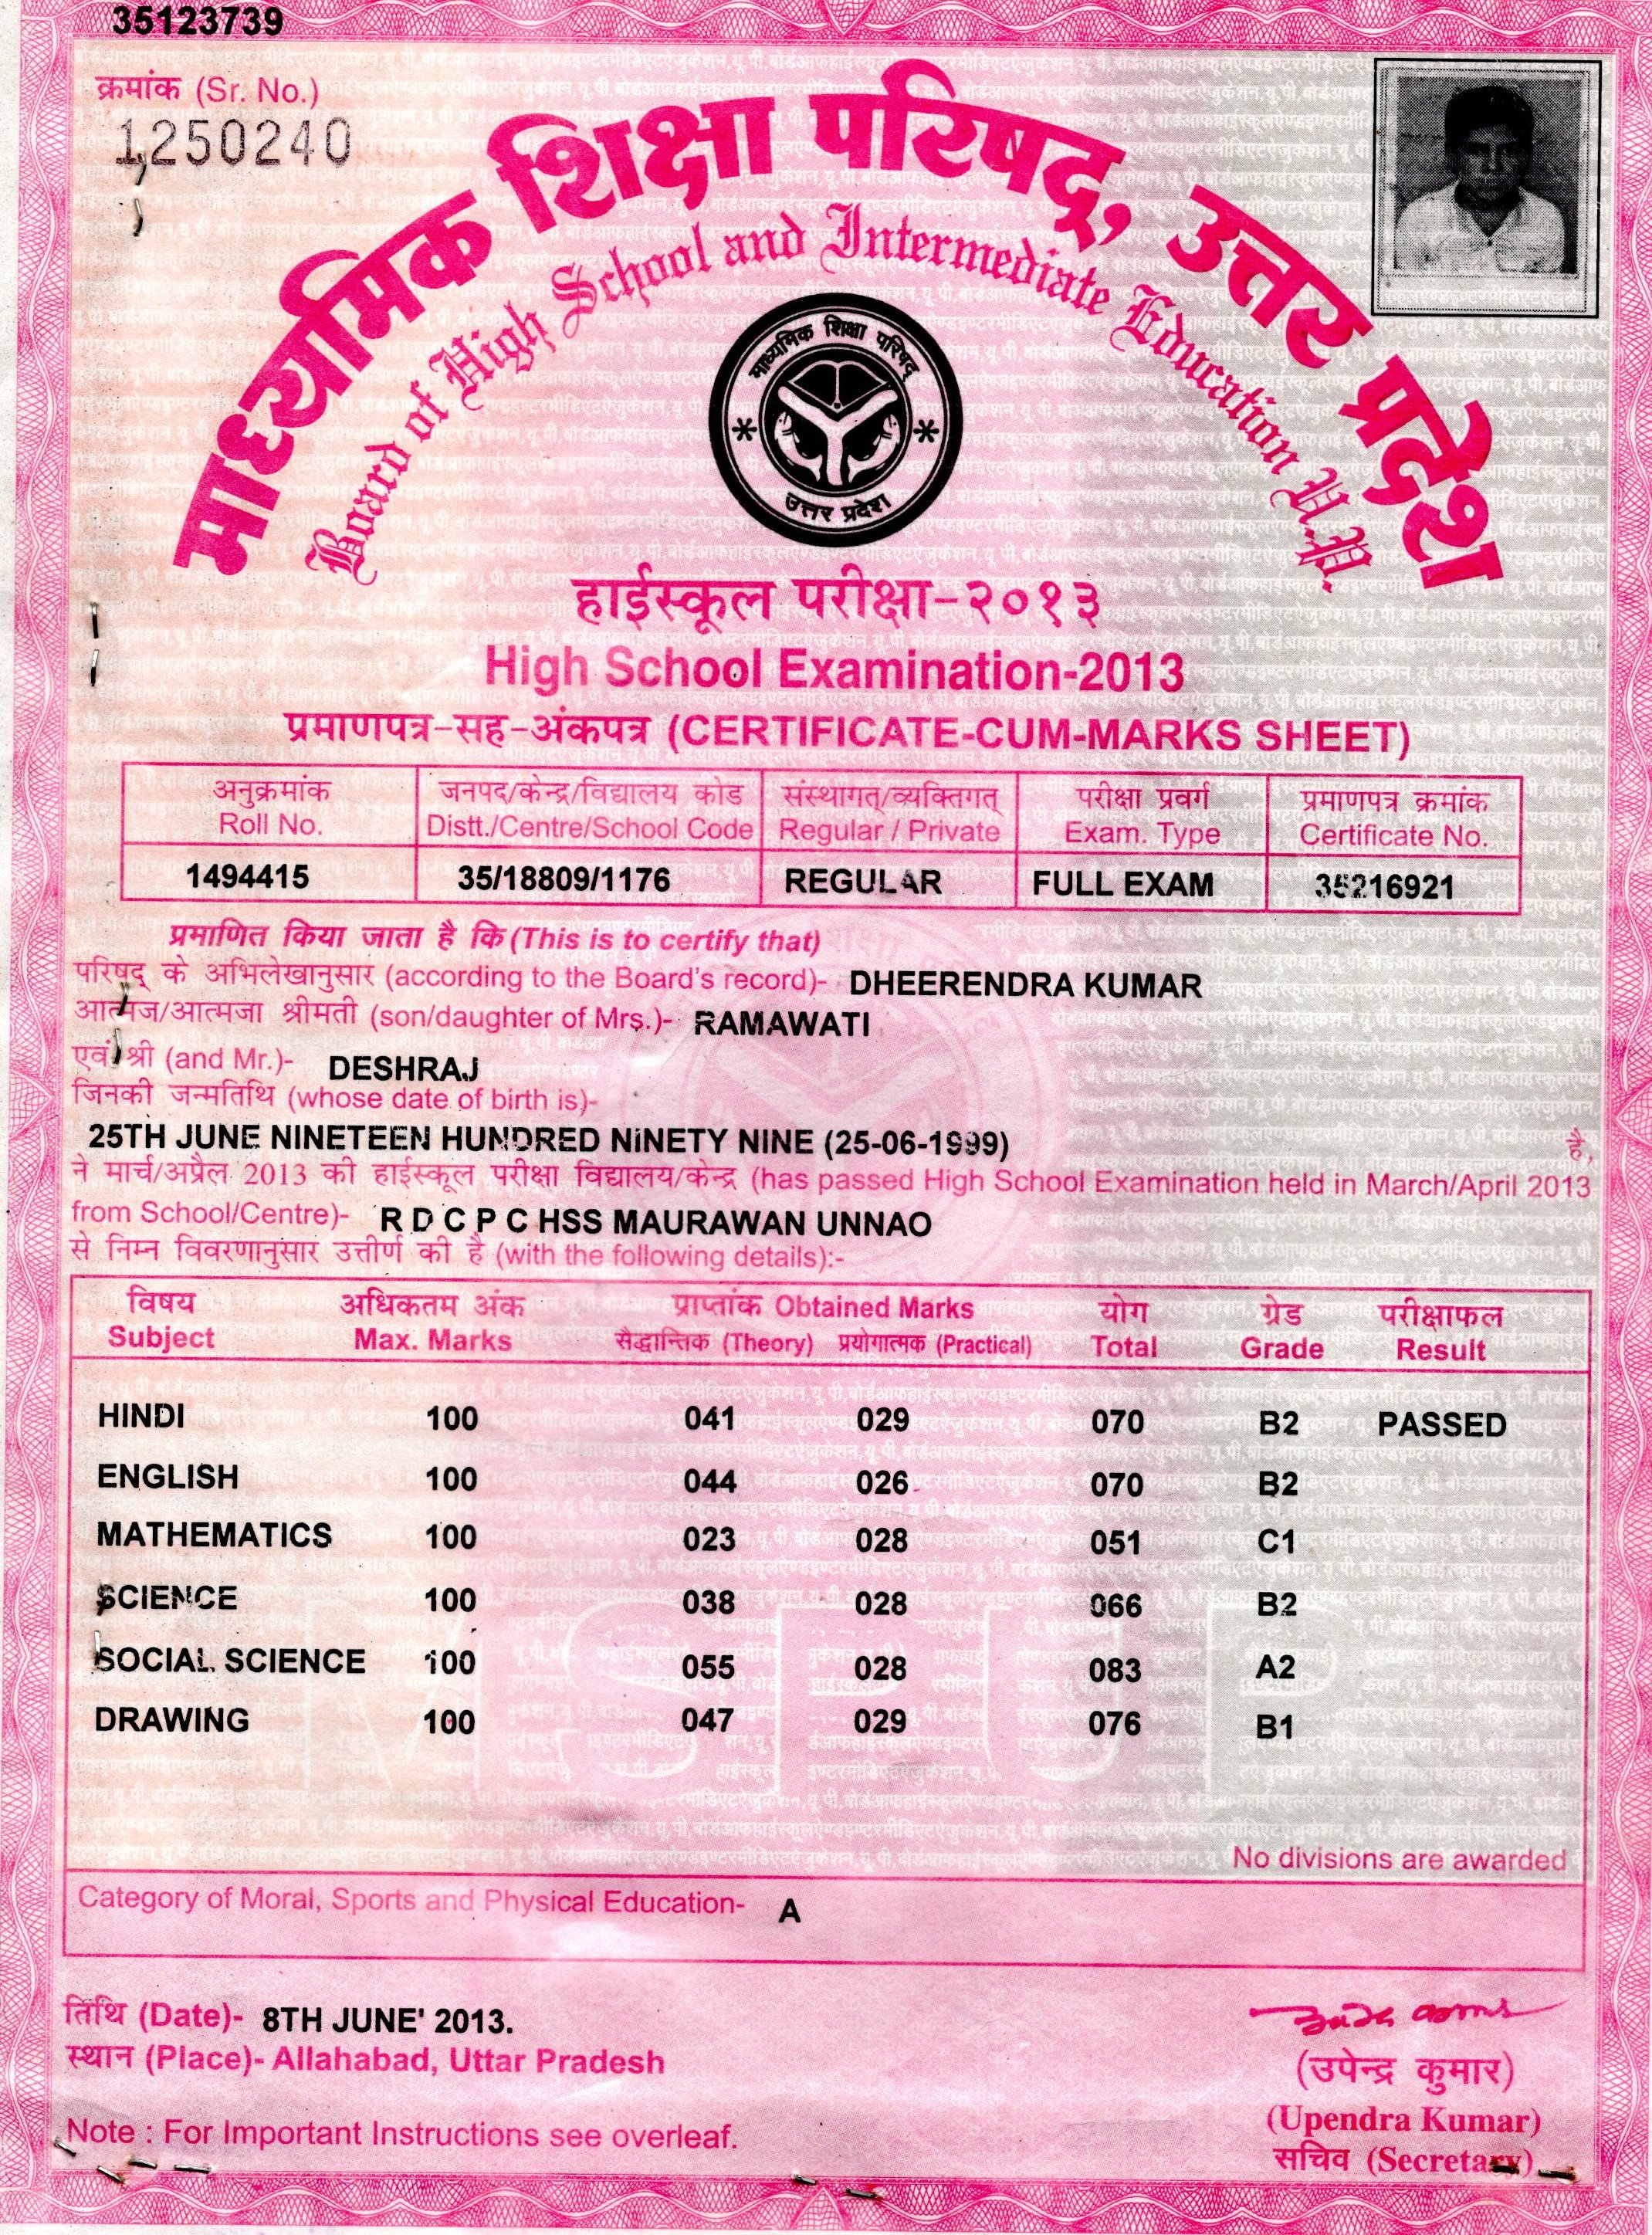 35123739
क्रमांक (Sr. No.)
1250240
माध्यमिक शिक्षा परिषद्, उत्तर प्रदेश
Board of High School and Intermediate Education U.P.
माध्यमिक शिक्षा परिषद्
उत्तर प्रदेश
हाईस्कूल परीक्षा-२०१३
High School Examination-2013
प्रमाणपत्र-सह-अंकपत्र (CERTIFICATE-CUM-MARKS SHEET)
अनुक्रमांक जनपद/केन्द्र/विद्यालय कोड संस्थागत्/व्यक्तिगत् परीक्षा प्रवर्ग प्रमाणपत्र क्रमांक
Roll No. Distt./Centre/School Code Regular / Private Exam. Type Certificate No.
1494415 35/18809/1176 REGULAR FULL EXAM 35216921
प्रमाणित किया जाता है कि (This is to certify that)
परिषद् के अभिलेखानुसार (according to the Board's record)- DHEERENDRA KUMAR
आत्मज/आत्मजा श्रीमती (son/daughter of Mrs.)- RAMAWATI
एवं श्री (and Mr.)- DESHRAJ
जिनकी जन्मतिथि (whose date of birth is)-
25TH JUNE NINETEEN HUNDRED NINETY NINE (25-06-1999) है,
ने मार्च/अप्रैल 2013 की हाईस्कूल परीक्षा विद्यालय/केन्द्र (has passed High School Examination held in March/April 2013
from School/Centre)- R D C P C HSS MAURAWAN UNNAO
से निम्न विवरणानुसार उत्तीर्ण की है (with the following details):-
विषय अधिकतम अंक प्राप्तांक Obtained Marks योग ग्रेड परीक्षाफल
Subject Max. Marks सैद्धान्तिक (Theory) प्रयोगात्मक (Practical) Total Grade Result
HINDI 100 041 029 070 B2 PASSED
ENGLISH 100 044 026 070 B2
MATHEMATICS 100 023 028 051 C1
SCIENCE 100 038 028 066 B2
SOCIAL SCIENCE 100 055 028 083 A2
DRAWING 100 047 029 076 B1
MSPUP
No divisions are awarded
Category of Moral, Sports and Physical Education- A
तिथि (Date)- 8TH JUNE' 2013.
स्थान (Place)- Allahabad, Uttar Pradesh
(उपेन्द्र कुमार)
(Upendra Kumar)
सचिव (Secretary)
Note : For Important Instructions see overleaf.